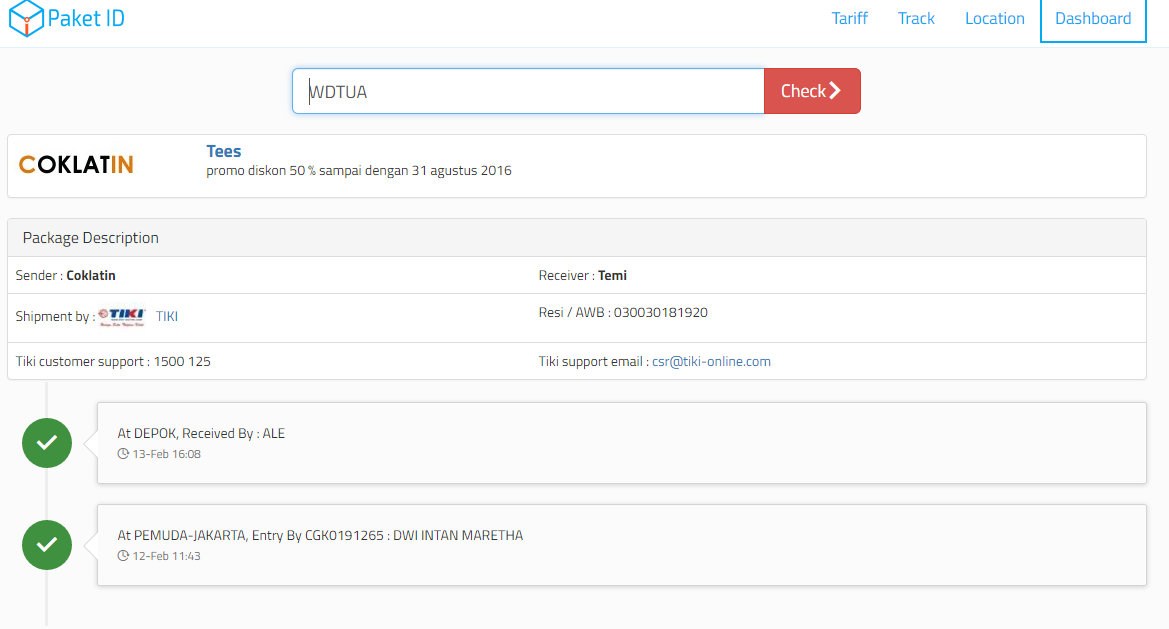 Paket ID
Tariff
Track
Location
Dashboard
WDTUA
Check
COKLATIN
Tees
promo diskon 50 % sampai dengan 31 agustus 2016
Package Description
Sender : Coklatin
Receiver : Temi
Shipment by : TIKI TIKI
Resi / AWB : 030030181920
Tiki customer support : 1500 125
Tiki support email : csr@tiki-online.com
At DEPOK, Received By : ALE
13-Feb 16:08
At PEMUDA-JAKARTA, Entry By CGK0191265 : DWI INTAN MARETHA
12-Feb 11:43